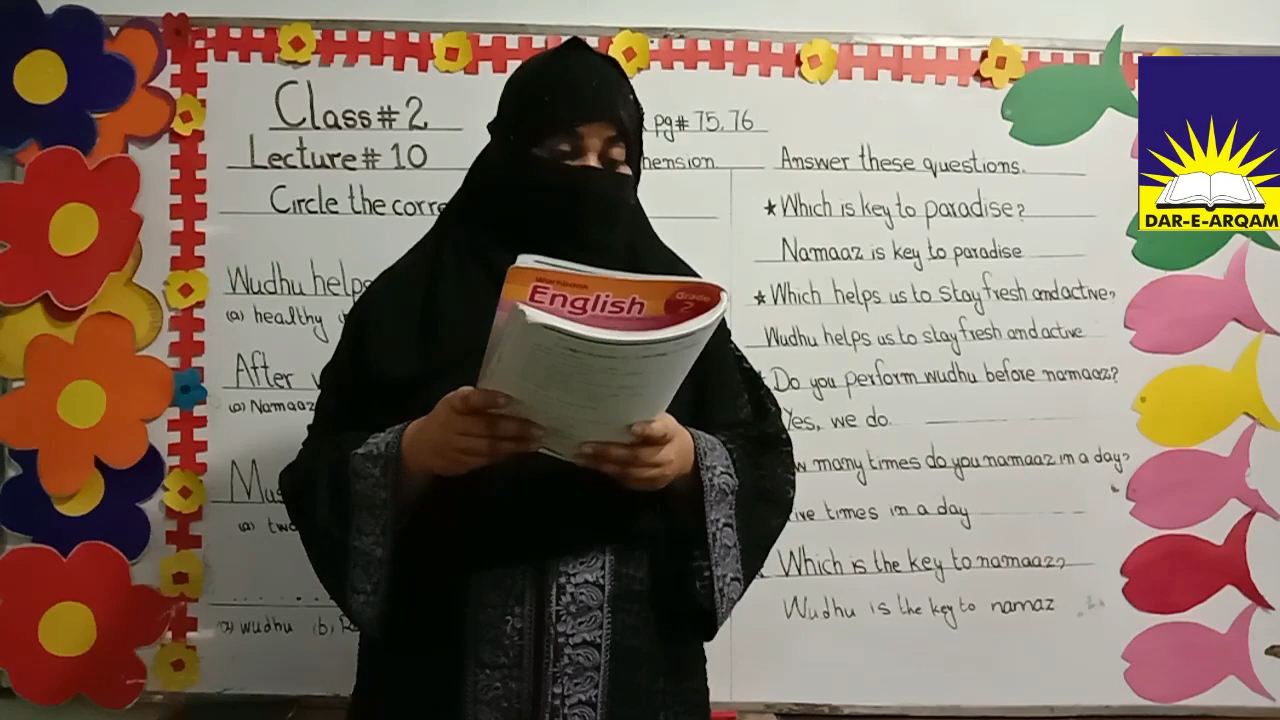 Class#2
Lecture# 10
Circle the corre
Wudhu helps
(a) healthy
After
(a) Namaaz
Mus
(a) two
(a) wudhu (b) R
pg# 75, 76
hension
Answer these questions.
★Which is key to paradise?
Namaaz is key to paradise
★Which helps us to stay fresh and active?
Wudhu helps us to stay fresh and active
Do you perform wudhu before namaaz?
Yes, we do.
w many times do you namaaz in a day?
ive times in a day
Which is the key to namaaz?
Wudhu is the key to namaz
Workbook
English
Grade
2
DAR-E-ARQAM